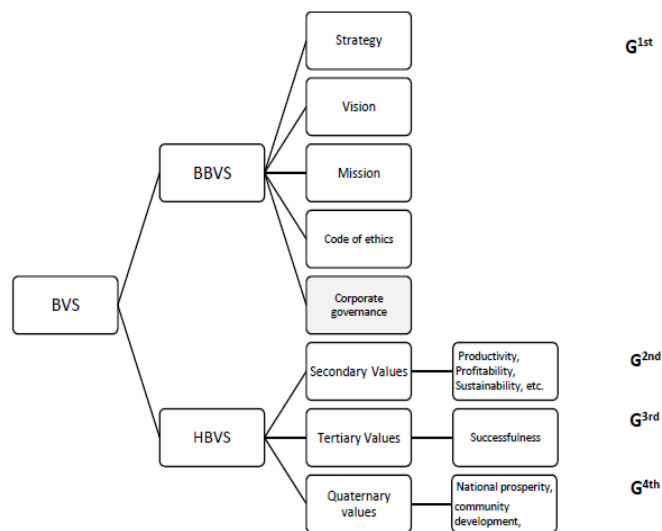 Strategy
G1st
Vision
BBVS
Mission
Code of ethics
BVS
Corporate
governance
Secondary Values
Productivity,
Profitability,
Sustainability, etc.
G2nd
HBVS
Tertiary Values
Successfulness
G3rd
Quaternary
values
National prosperity,
community
development,
G4th